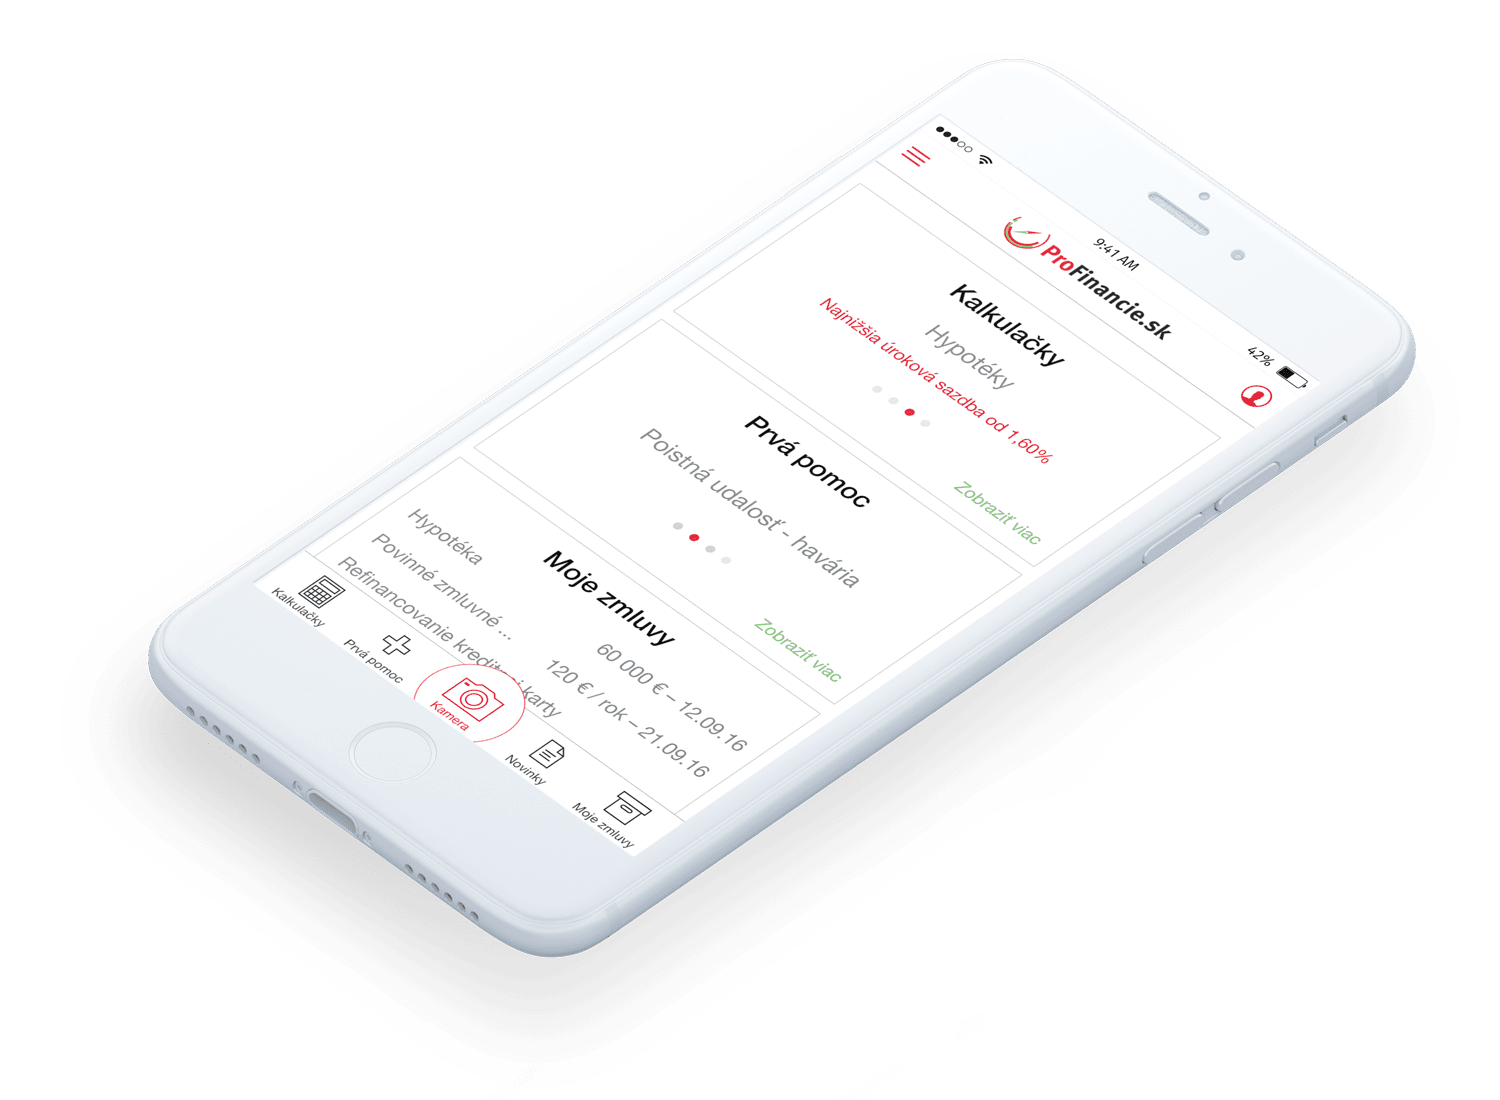 9:41 AM
42%
ProFinancie.sk
Kalkulačky
Hypotéky
Najnižšia úroková sazdba od 1,60%
Zobraziť viac
Prvá pomoc
Poistná udalosť - havária
Zobraziť viac
Moje zmluvy
Hypotéka
60 000 € – 12.09.16
Povinné zmluvné ...
120 € / rok – 21.09.16
Refinancovanie karty
Kalkulačky
Prvá pomoc
Kamera
Novinky
Moje zmluvy